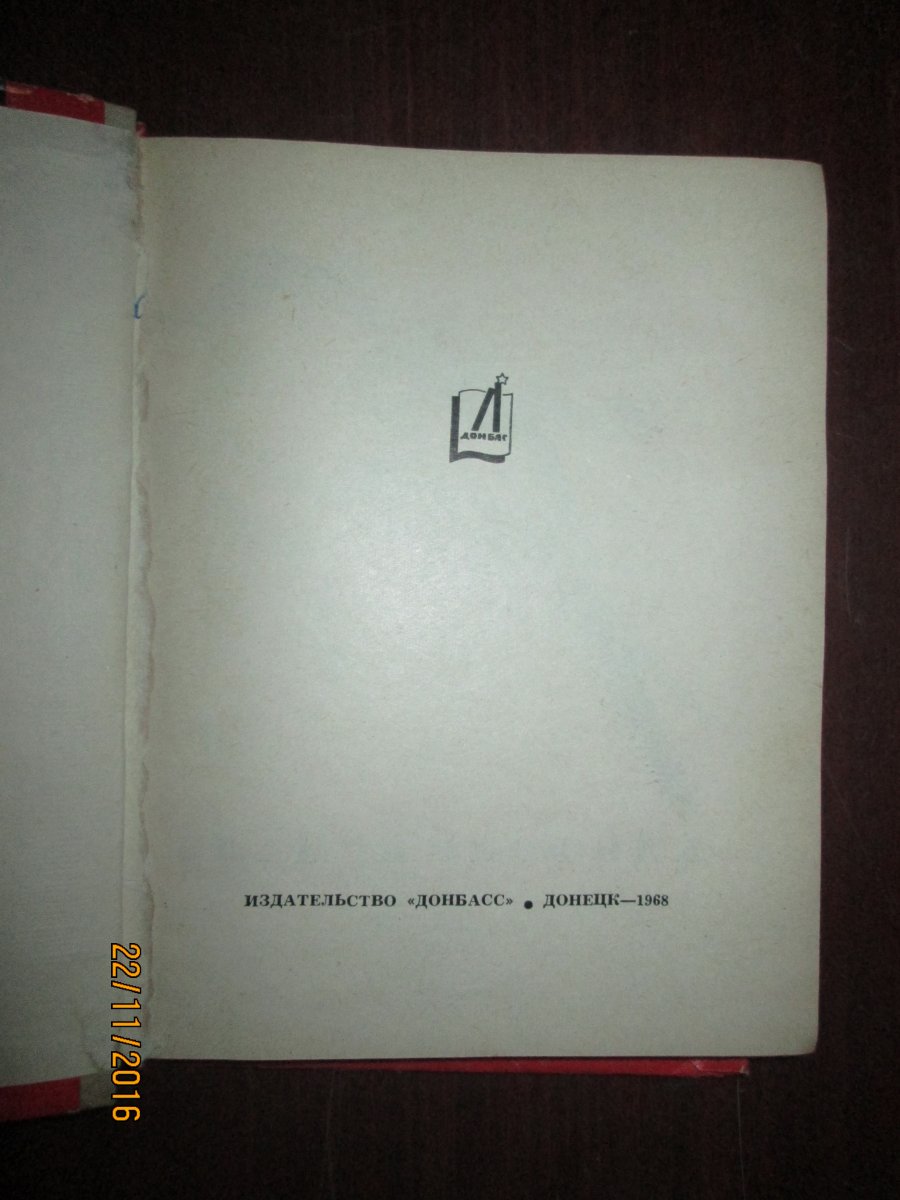 ДОНБАС
ИЗДАТЕЛЬСТВО «ДОНБАСС» • ДОНЕЦК—1968
22/11/2016